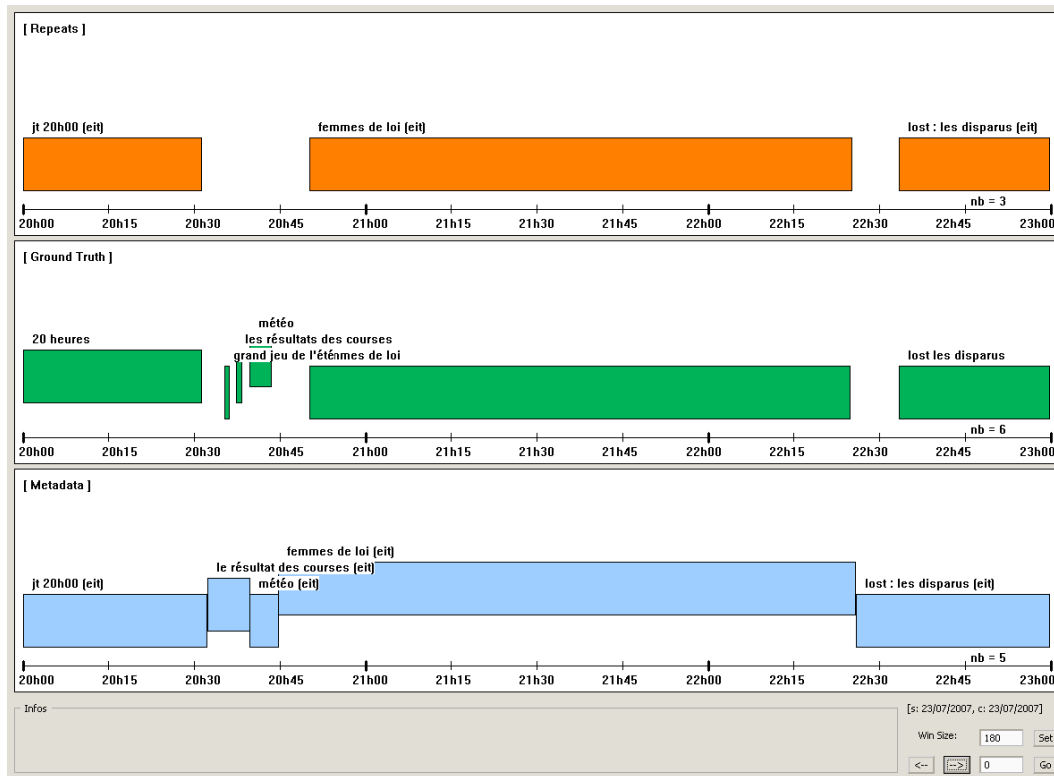 [ Repeats ]
jt 20h00 (eit) femmes de loi (eit) lost : les disparus (eit)
nb = 3
20h00 20h15 20h30 20h45 21h00 21h15 21h30 21h45 22h00 22h15 22h30 22h45 23h00
[ Ground Truth ]
météo
20 heures les résultats des courses
grand jeu de l'été mes de loi lost les disparus
nb = 6
20h00 20h15 20h30 20h45 21h00 21h15 21h30 21h45 22h00 22h15 22h30 22h45 23h00
[ Metadata ]
femmes de loi (eit)
le résultat des courses (eit)
jt 20h00 (eit) météo (eit) lost : les disparus (eit)
nb = 5
20h00 20h15 20h30 20h45 21h00 21h15 21h30 21h45 22h00 22h15 22h30 22h45 23h00
Infos [s: 23/07/2007, c: 23/07/2007]
Win Size: 180 Set
<-- --> 0 Go